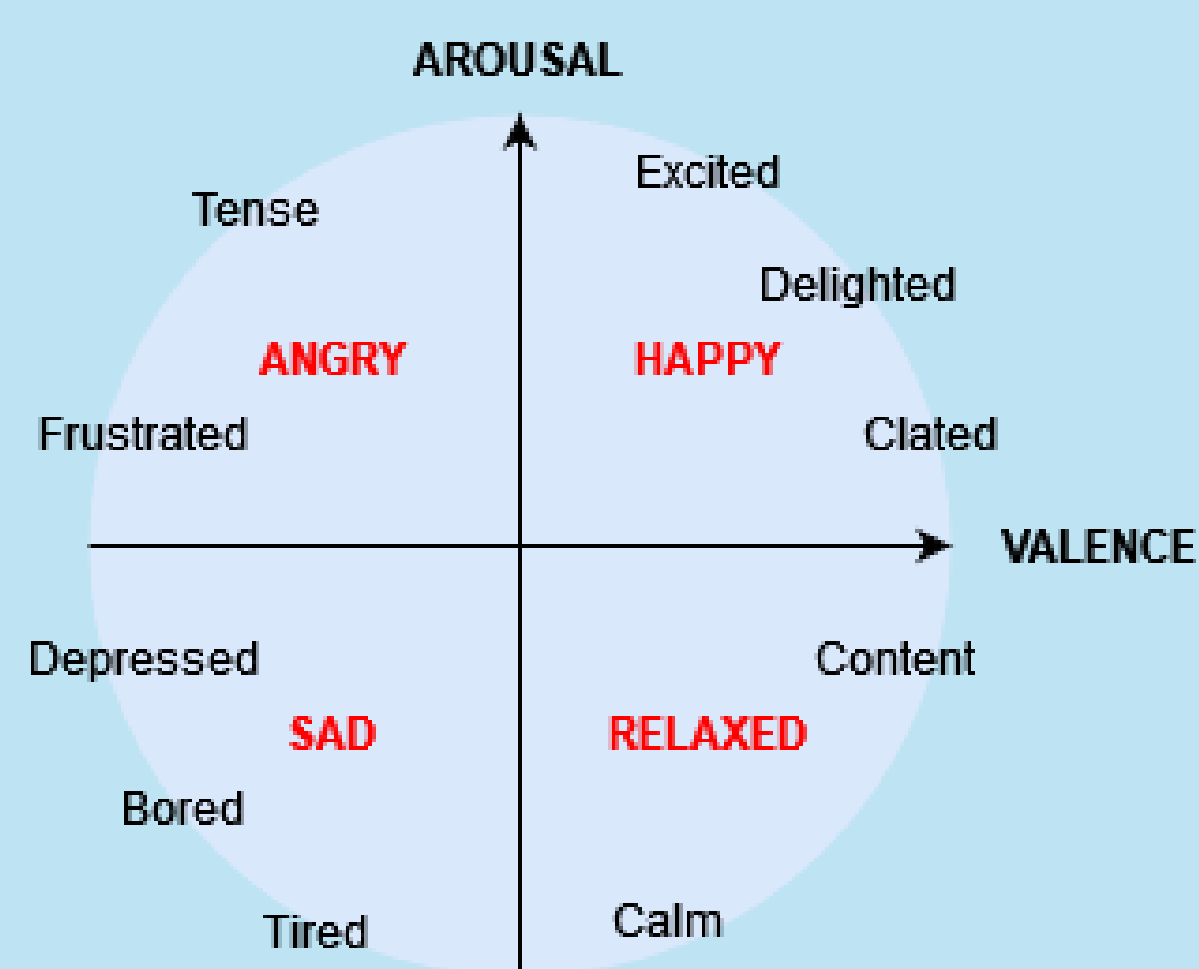 AROUSAL
Excited
Tense
Delighted
ANGRY
HAPPY
Frustrated
Clated
VALENCE
Depressed
Content
SAD
RELAXED
Bored
Calm
Tired